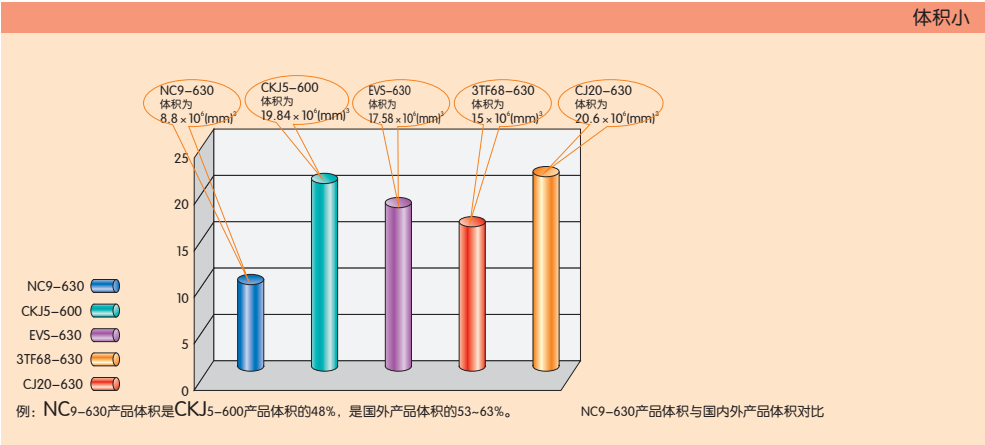 体积小
NC9-630
体积为
8.8×10⁶(mm)³
CKJ5-600
体积为
19.84×10⁶(mm)³
EVS-630
体积为
17.58×10⁶(mm)³
3TF68-630
体积为
15×10⁶(mm)³
CJ20-630
体积为
20.6×10⁶(mm)³
25
20
15
10
5
0
NC9-630
CKJ5-600
EVS-630
3TF68-630
CJ20-630
例：NC9-630产品体积是CKJ5-600产品体积的48%，是国外产品体积的53-63%。
NC9-630产品体积与国内外产品体积对比